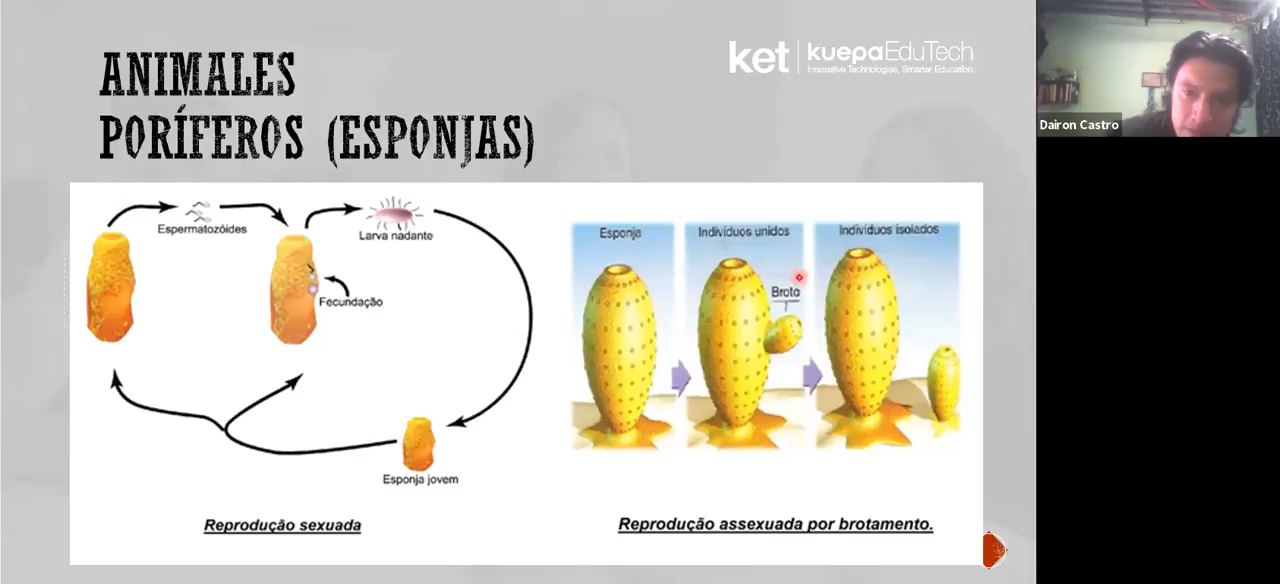 ANIMALES
PORÍFEROS (ESPONJAS)
ket | kuepaEduTech
Innovative Technologies, Smarter Education
Dairon Castro
Espermatozóides
Larva nadante
Fecundação
Esponja jovem
Reprodução sexuada
Esponja
Indivíduos unidos
Indivíduos isolados
Broto
Reprodução assexuada por brotamento.